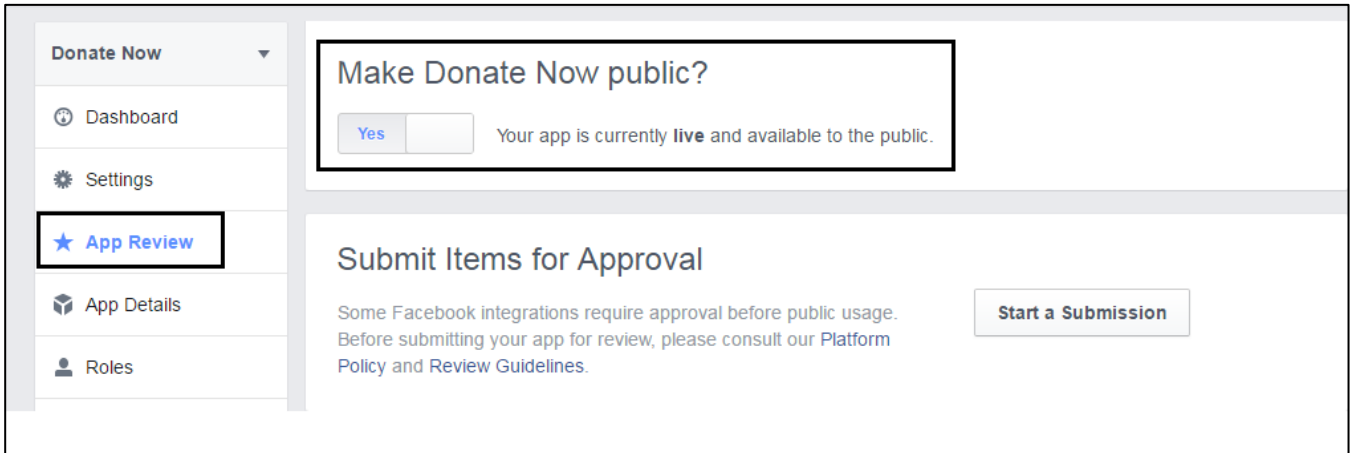 Donate Now
Dashboard
Settings
App Review
App Details
Roles
Make Donate Now public?
Yes
Your app is currently live and available to the public.
Submit Items for Approval
Some Facebook integrations require approval before public usage.
Before submitting your app for review, please consult our Platform
Policy and Review Guidelines.
Start a Submission